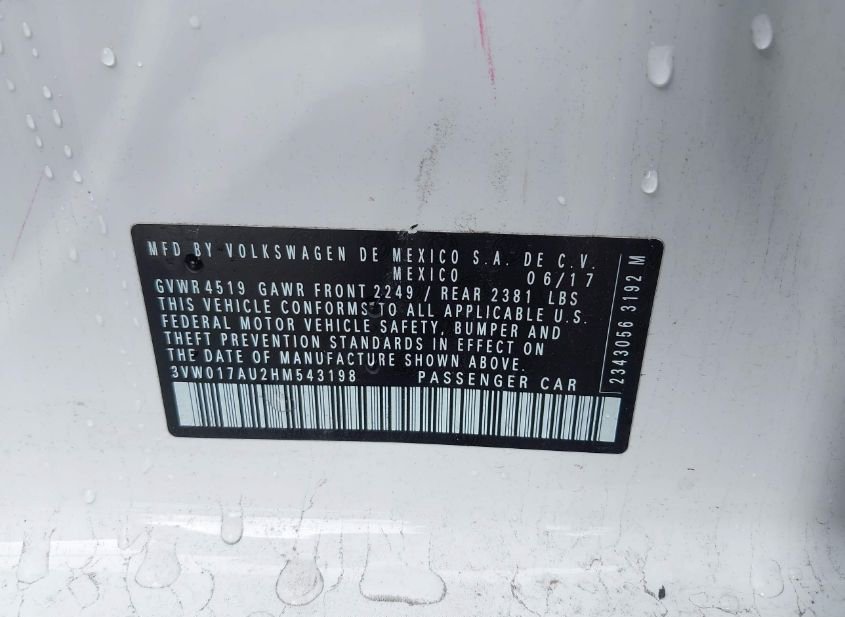 MFD BY VOLKSWAGEN DE MEXICO S.A. DE C.V.
MEXICO 06/17
GVWR 4519 GAWR FRONT 2249 / REAR 2381 LBS
THIS VEHICLE CONFORMS TO ALL APPLICABLE U.S.
FEDERAL MOTOR VEHICLE SAFETY, BUMPER AND
THEFT PREVENTION STANDARDS IN EFFECT ON
THE DATE OF MANUFACTURE SHOWN ABOVE.
3VW017AU2HM543198 PASSENGER CAR
2343056 3192 M